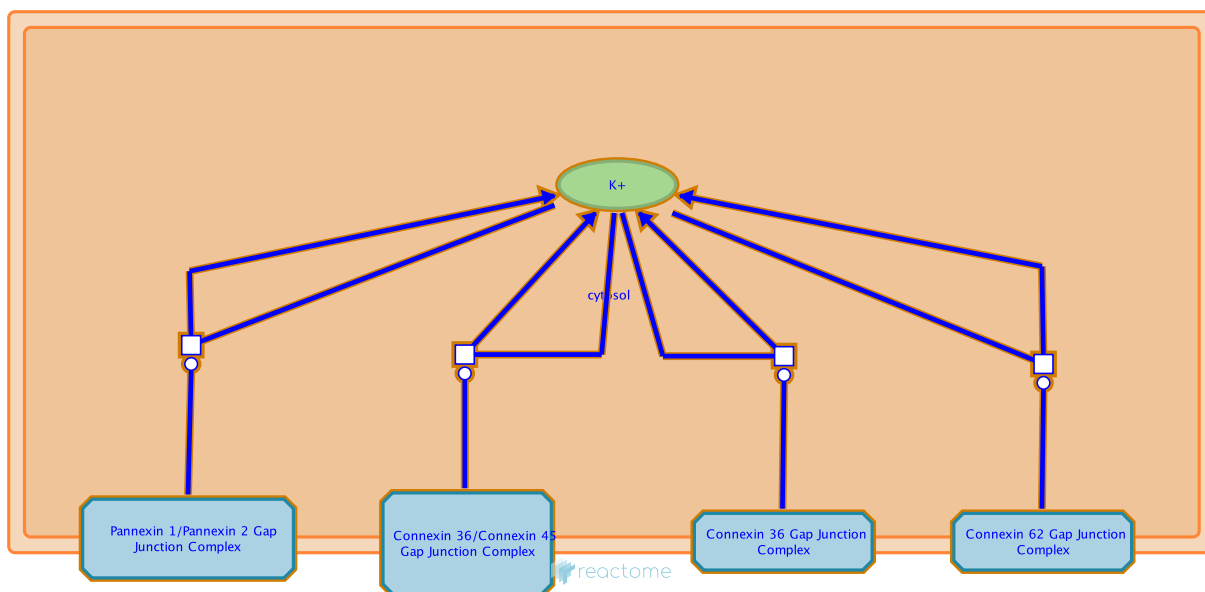 K+
cytosol
Pannexin 1/Pannexin 2 Gap
Junction Complex
Connexin 36/Connexin 45
Gap Junction Complex
Connexin 36 Gap Junction
Complex
Connexin 62 Gap Junction
Complex
reactome